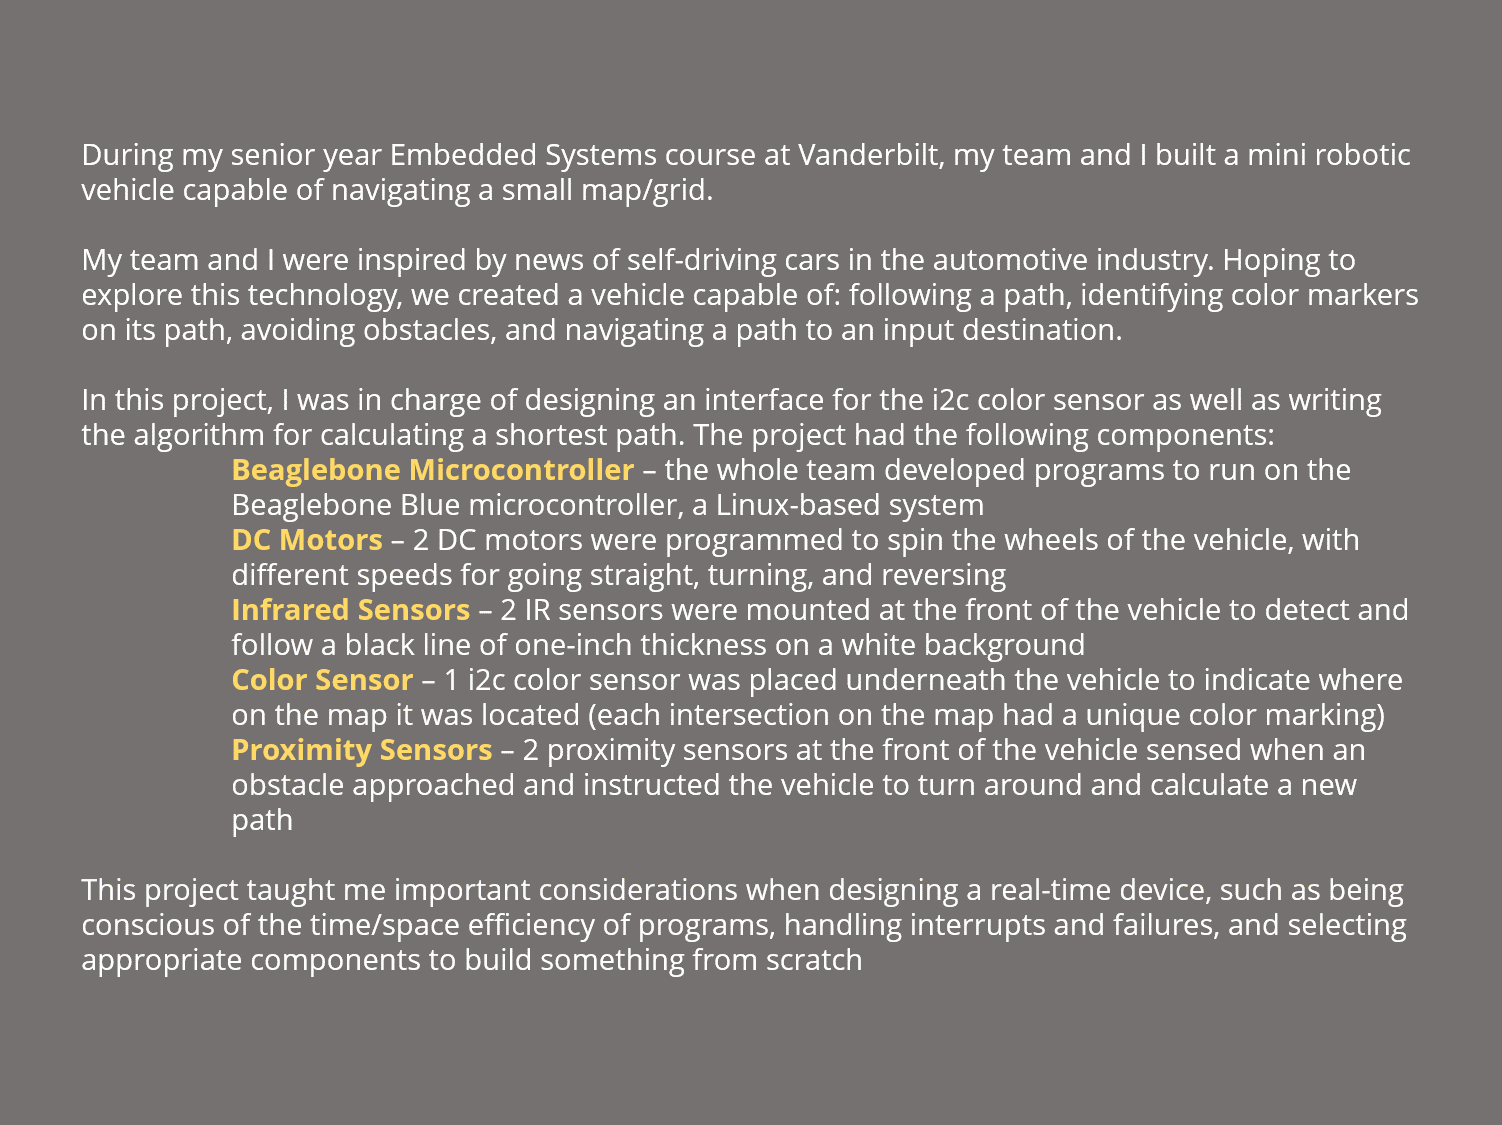 During my senior year Embedded Systems course at Vanderbilt, my team and I built a mini robotic
vehicle capable of navigating a small map/grid.
My team and I were inspired by news of self-driving cars in the automotive industry. Hoping to
explore this technology, we created a vehicle capable of: following a path, identifying color markers
on its path, avoiding obstacles, and navigating a path to an input destination.
In this project, I was in charge of designing an interface for the i2c color sensor as well as writing
the algorithm for calculating a shortest path. The project had the following components:
Beaglebone Microcontroller – the whole team developed programs to run on the
Beaglebone Blue microcontroller, a Linux-based system
DC Motors – 2 DC motors were programmed to spin the wheels of the vehicle, with
different speeds for going straight, turning, and reversing
Infrared Sensors – 2 IR sensors were mounted at the front of the vehicle to detect and
follow a black line of one-inch thickness on a white background
Color Sensor – 1 i2c color sensor was placed underneath the vehicle to indicate where
on the map it was located (each intersection on the map had a unique color marking)
Proximity Sensors – 2 proximity sensors at the front of the vehicle sensed when an
obstacle approached and instructed the vehicle to turn around and calculate a new
path
This project taught me important considerations when designing a real-time device, such as being
conscious of the time/space efficiency of programs, handling interrupts and failures, and selecting
appropriate components to build something from scratch